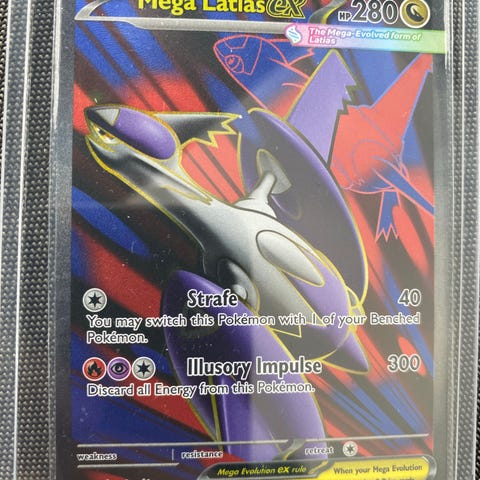 Mega Latias ex HP 280
The Mega-Evolved form of
Latias
Strafe 40
You may switch this Pokémon with 1 of your Benched
Pokémon.
Illusory Impulse 300
Discard all Energy from this Pokémon.
weakness resistance retreat
Mega Evolution ex rule When your Mega Evolution